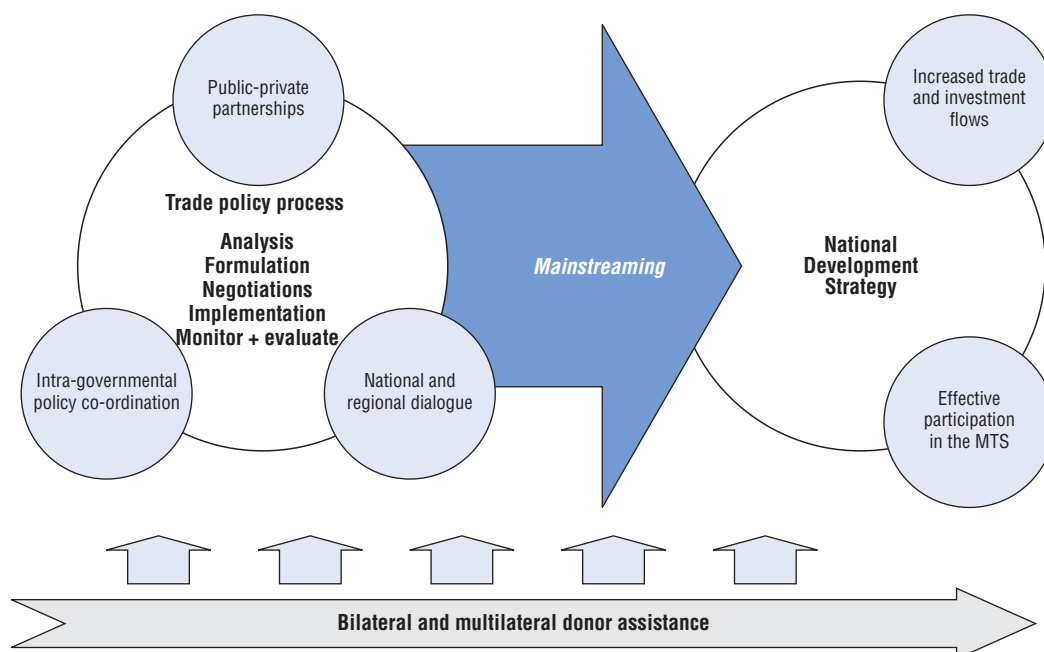 Public-private
partnerships
Trade policy process
Analysis
Formulation
Negotiations
Implementation
Monitor + evaluate
Intra-governmental
policy co-ordination
National and
regional dialogue
Mainstreaming
Increased trade
and investment
flows
National
Development
Strategy
Effective
participation
in the MTS
Bilateral and multilateral donor assistance